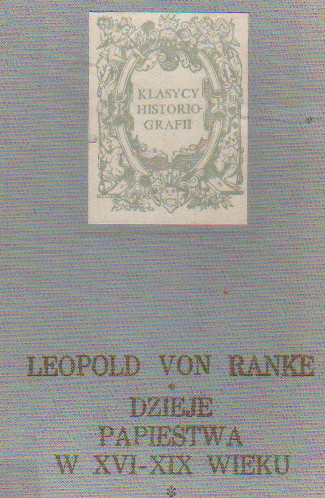 KLASYCY
HISTORIO-
GRAFII
LEOPOLD VON RANKE
*
DZIEJE
PAPIESTWA
W XVI-XIX WIEKU
*